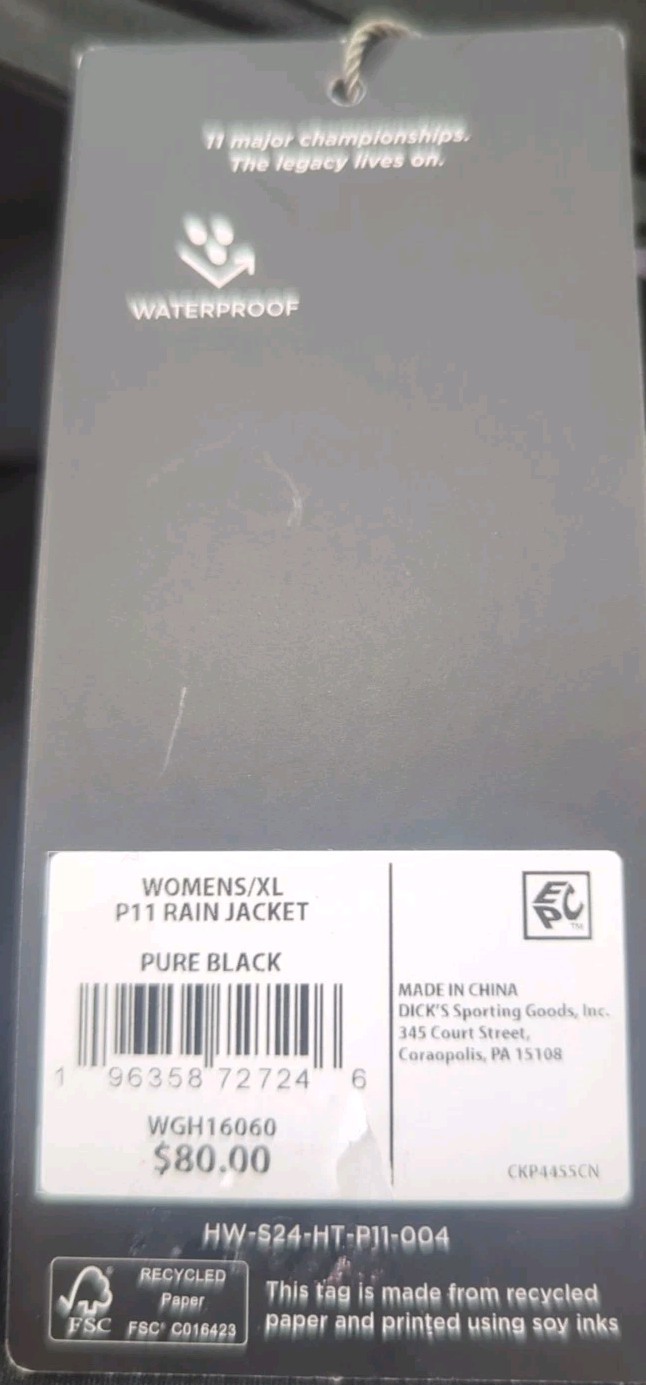 11 major championships.
The legacy lives on.
WATERPROOF
WOMENS/XL
P11 RAIN JACKET
PURE BLACK
1 96358 72724 6
WGH16060
$80.00
EPC TM
MADE IN CHINA
DICK'S Sporting Goods, Inc.
345 Court Street,
Coraopolis, PA 15108
CKP4455CN
HW-S24-HT-P11-004
RECYCLED
Paper
FSC FSC® C016423
This tag is made from recycled
paper and printed using soy inks